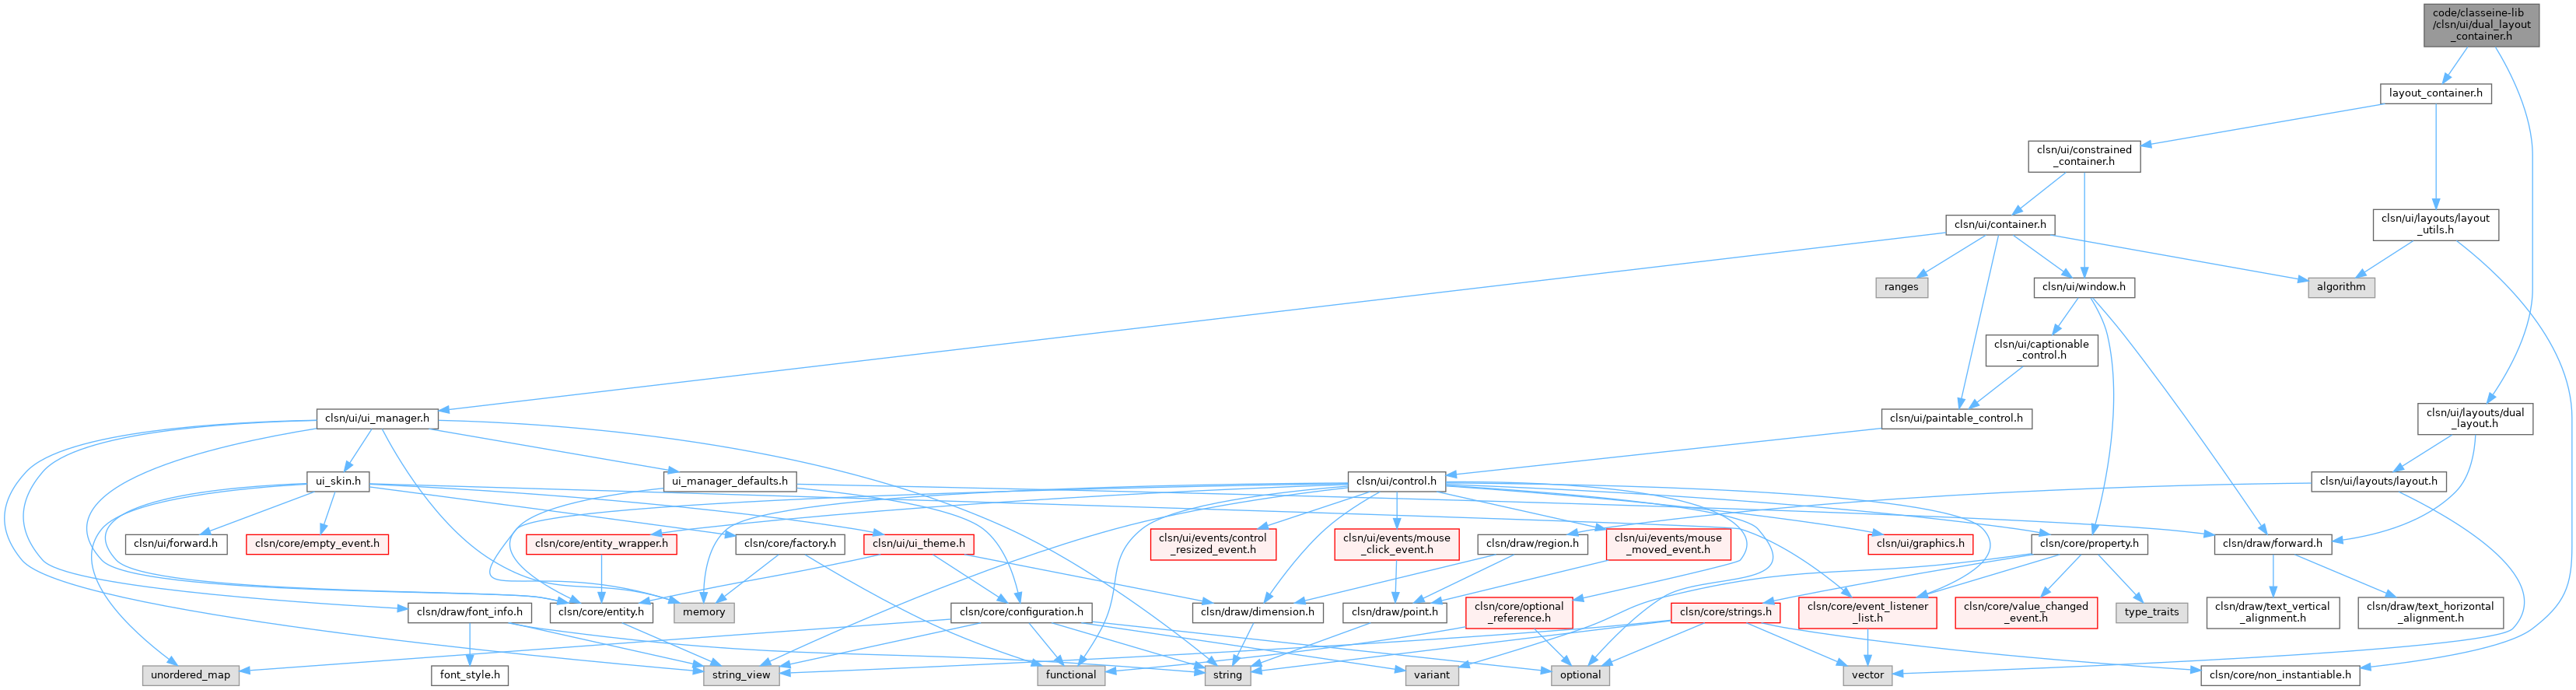 code/classeine-lib
/clsn/ui/dual_layout
_container.h
layout_container.h
clsn/ui/constrained
_container.h
clsn/ui/container.h
clsn/ui/layouts/layout
_utils.h
ranges
clsn/ui/window.h
algorithm
clsn/ui/captionable
_control.h
clsn/ui/ui_manager.h
clsn/ui/paintable_control.h
clsn/ui/layouts/dual
_layout.h
ui_skin.h
ui_manager_defaults.h
clsn/ui/control.h
clsn/ui/layouts/layout.h
clsn/ui/forward.h
clsn/core/empty_event.h
clsn/core/entity_wrapper.h
clsn/core/factory.h
clsn/ui/ui_theme.h
clsn/ui/events/control
_resized_event.h
clsn/ui/events/mouse
_click_event.h
clsn/draw/region.h
clsn/ui/events/mouse
_moved_event.h
clsn/ui/graphics.h
clsn/core/property.h
clsn/draw/forward.h
clsn/draw/font_info.h
clsn/core/entity.h
memory
clsn/core/configuration.h
clsn/draw/dimension.h
clsn/draw/point.h
clsn/core/optional
_reference.h
clsn/core/strings.h
clsn/core/event_listener
_list.h
clsn/core/value_changed
_event.h
type_traits
clsn/draw/text_vertical
_alignment.h
clsn/draw/text_horizontal
_alignment.h
unordered_map
font_style.h
string_view
functional
string
variant
optional
vector
clsn/core/non_instantiable.h